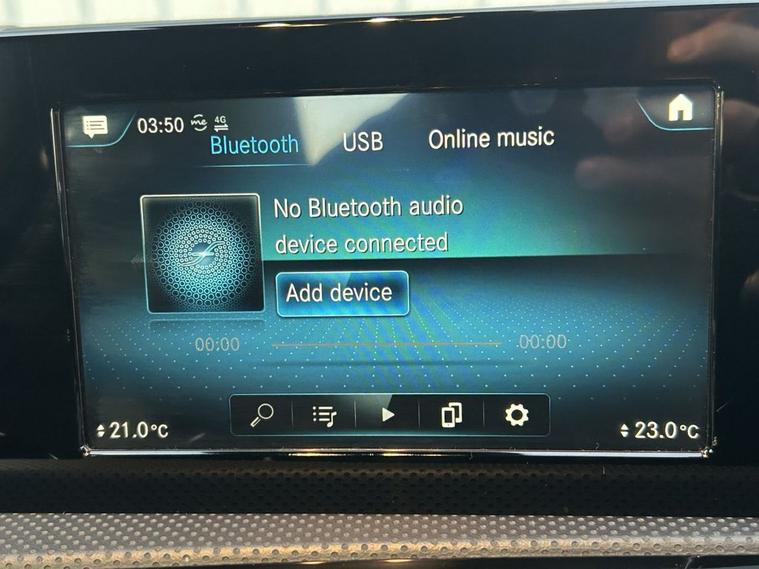 03:50 me 4G
Bluetooth USB Online music
No Bluetooth audio
device connected
Add device
00:00 00:00
21.0°C 23.0°C